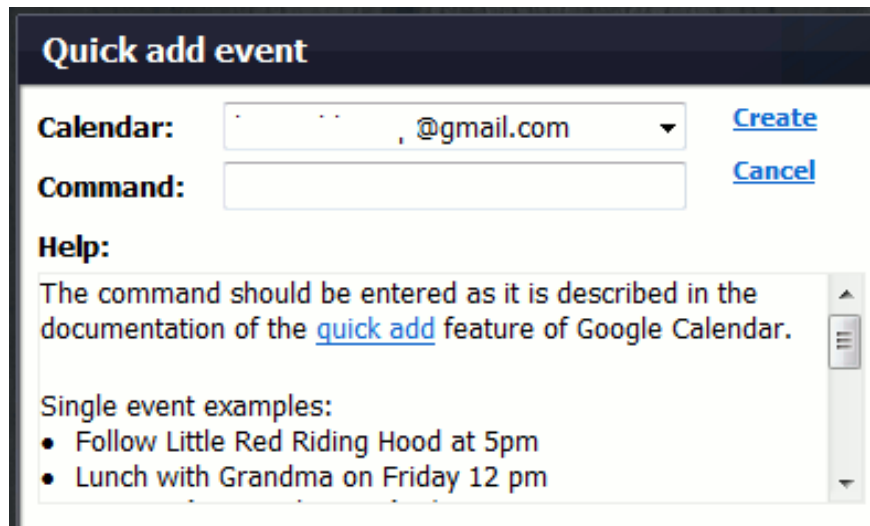 Quick add event
Calendar: @gmail.com Create
Command: Cancel
Help:
The command should be entered as it is described in the
documentation of the quick add feature of Google Calendar.
Single event examples:
• Follow Little Red Riding Hood at 5pm
• Lunch with Grandma on Friday 12 pm